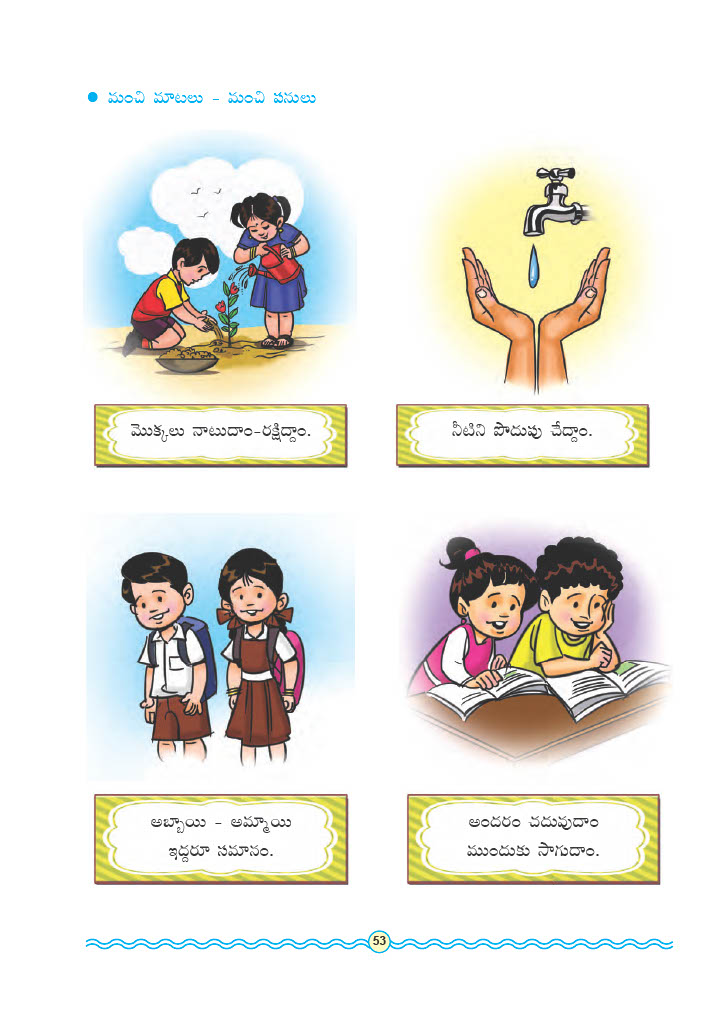 ● మంచి మాటలు - మంచి పనులు
మొక్కలు నాటుదాం-రక్షిద్దాం.
నీటిని పొదుపు చేద్దాం.
అబ్బాయి - అమ్మాయి
ఇద్దరూ సమానం.
అందరం చదువుదాం
ముందుకు సాగుదాం.
53